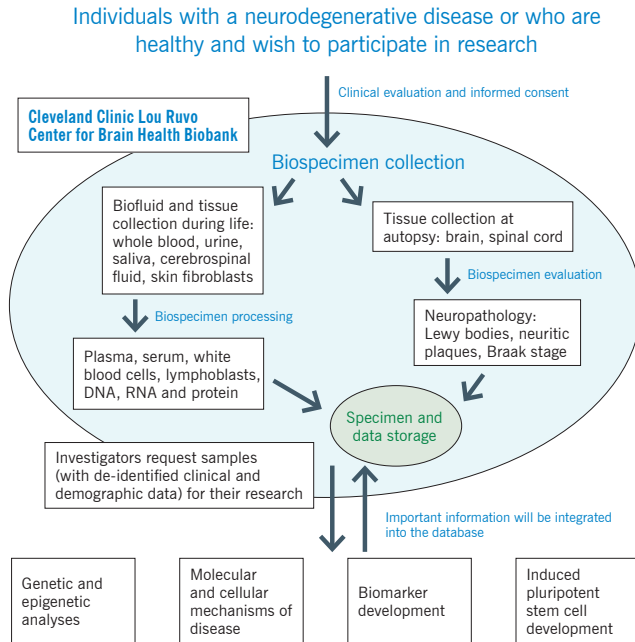 Individuals with a neurodegenerative disease or who are
healthy and wish to participate in research
Clinical evaluation and informed consent
Cleveland Clinic Lou Ruvo
Center for Brain Health Biobank
Biospecimen collection
Biofluid and tissue
collection during life:
whole blood, urine,
saliva, cerebrospinal
fluid, skin fibroblasts
Tissue collection at
autopsy: brain, spinal cord
Biospecimen evaluation
Biospecimen processing
Neuropathology:
Lewy bodies, neuritic
plaques, Braak stage
Plasma, serum, white
blood cells, lymphoblasts,
DNA, RNA and protein
Specimen and
data storage
Investigators request samples
(with de-identified clinical and
demographic data) for their research
Important information will be integrated
into the database
Genetic and
epigenetic
analyses
Molecular
and cellular
mechanisms of
disease
Biomarker
development
Induced
pluripotent
stem cell
development